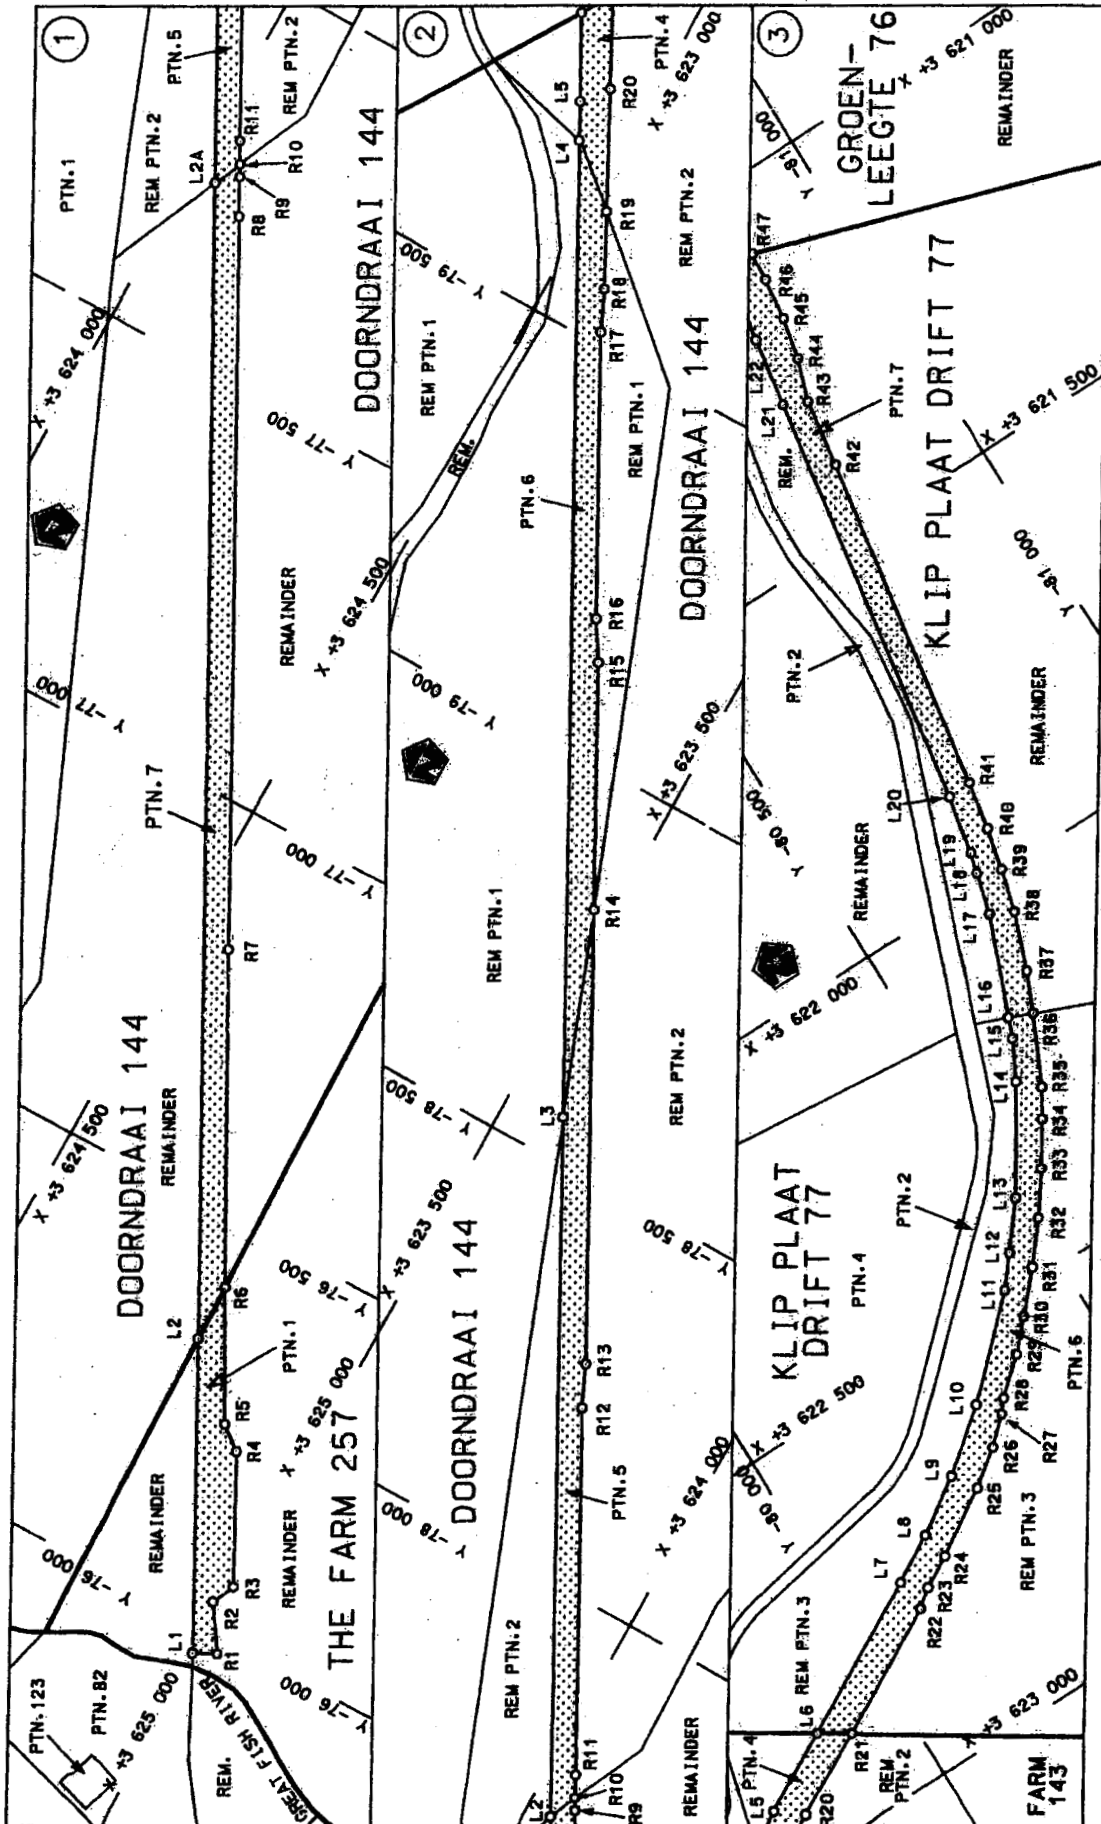 1
PTN.1
REM PTN.2
PTN.5
REM PTN.2
L2A
R11
R10
R9
R8
X +3 624 000
Y -77 500
DOORNDRAAI 144
REMAINDER
X +3 624 500
Y -77 000
PTN.7
Y -77 000
R7
DOORNDRAAI 144
REMAINDER
X +3 624 500
L2
R6
Y -76 500
PTN.1
R5
R4
X +3 625 000
REMAINDER
REMAINDER
THE FARM 257
Y -76 000
R3
R2
R1
L1
Y -76 000
PTN.123
PTN.82
+3 625 000
REM.
GREAT FISH RIVER
2
PTN.4
X +3 623 000
L5
R20
L4
R19
REM PTN.2
Y -79 500
REM PTN.1
R18
R17
REM PTN.1
DOORNDRAAI 144
REM.
PTN.6
R16
R15
Y -79 000
X +3 623 500
REM PTN.1
R14
Y -78 500
L3
REM PTN.2
X +3 623 500
DOORNDRAAI 144
Y -78 500
R13
R12
Y -78 000
PTN.5
X +3 624 000
REM PTN.2
R11
R10
R9
L2
REMAINDER
3
GROEN-
LEEGTE 76
X +3 621 000
REMAINDER
Y -81 000
R47
R46
R45
R44
R43
L22
L21
REM.
R42
PTN.7
KLIP PLAAT DRIFT 77
X +3 621 500
Y -81 000
PTN.2
REMAINDER
L20
R41
R40
R39
L19
L18
L17
R38
Y -80 500
REMAINDER
R37
L16
L15
L14
R36
R35
R34
R33
R32
X +3 622 000
L13
L12
L11
R31
R30
R29
R28
R27
R26
PTN.6
PTN.2
KLIP PLAAT
DRIFT 77
PTN.4
L10
L9
L8
L7
R25
R24
R23
R22
REM PTN.3
X +3 622 500
Y -80 000
REM PTN.3
L6
R21
X +3 623 000
PTN.4
L5
R20
REM
PTN.2
FARM
143